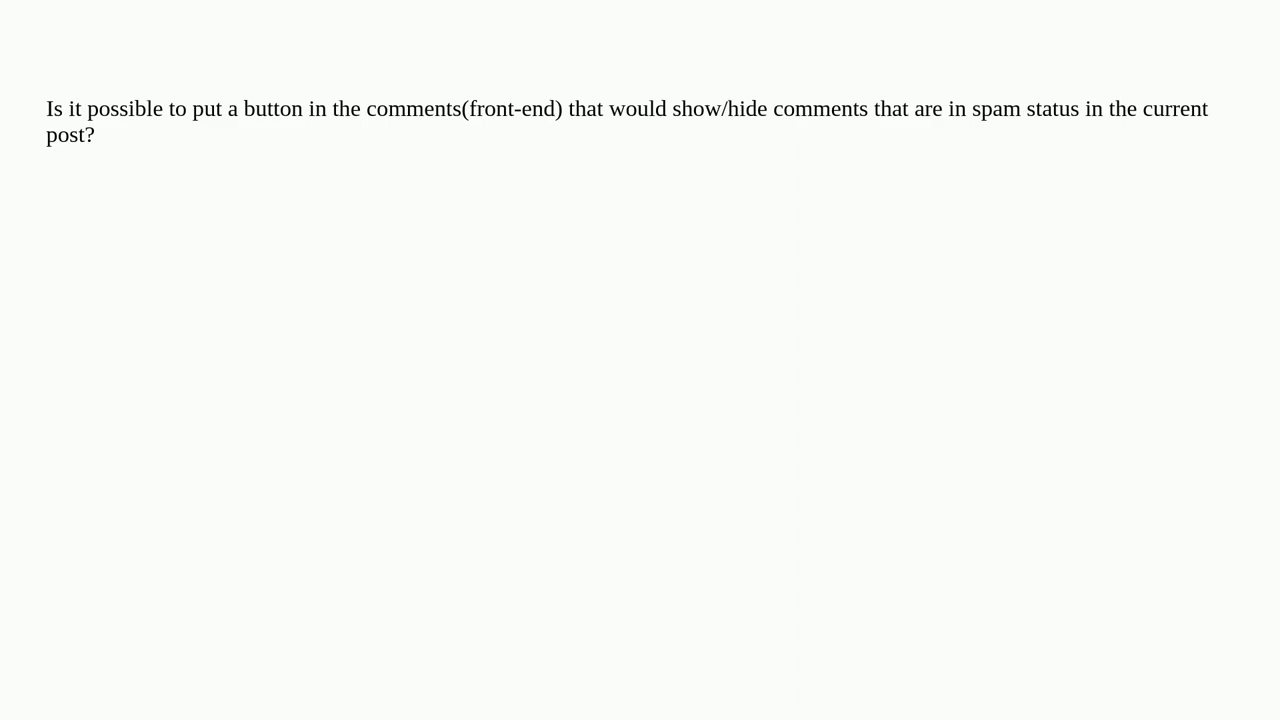 Is it possible to put a button in the comments(front-end) that would show/hide comments that are in spam status in the current
post?